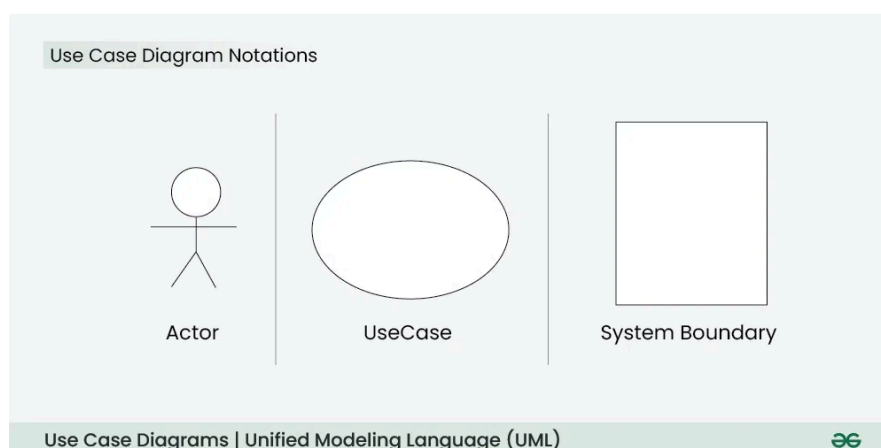 Use Case Diagram Notations
Actor
UseCase
System Boundary
Use Case Diagrams | Unified Modeling Language (UML)